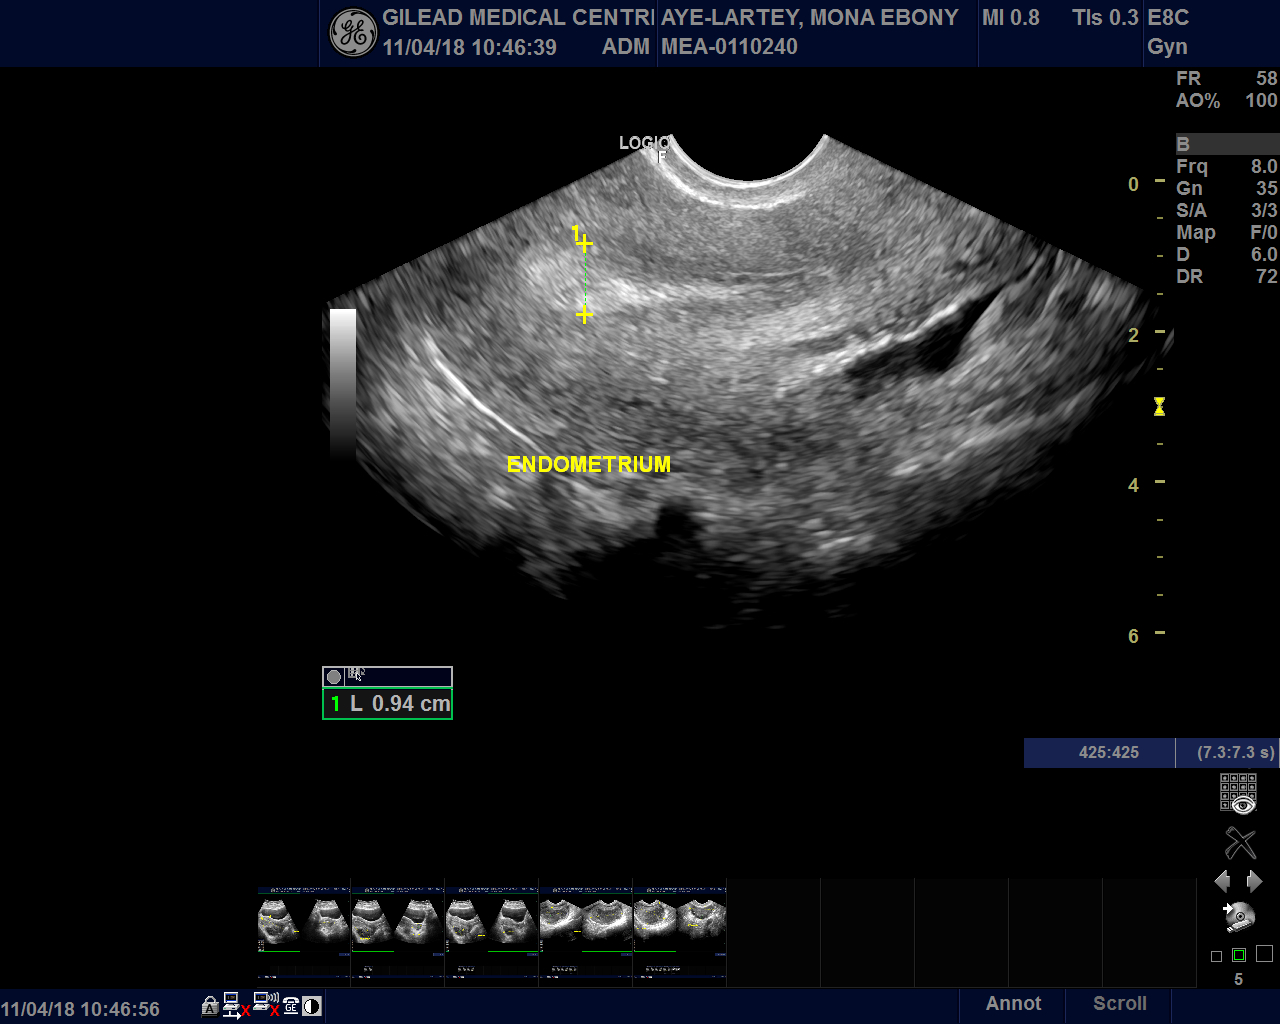 GILEAD MEDICAL CENTRI
AYE-LARTEY, MONA EBONY
MI 0.8
TIs 0.3
E8C
11/04/18 10:46:39
ADM
MEA-0110240
Gyn
FR 58
AO% 100
B
Frq 8.0
Gn 35
S/A 3/3
Map F/0
D 6.0
DR 72
LOGIQ
F
0
1
2
4
ENDOMETRIUM
6
1 L 0.94 cm
425:425
(7.3:7.3 s)
5
11/04/18 10:46:56
GE
Annot
Scroll